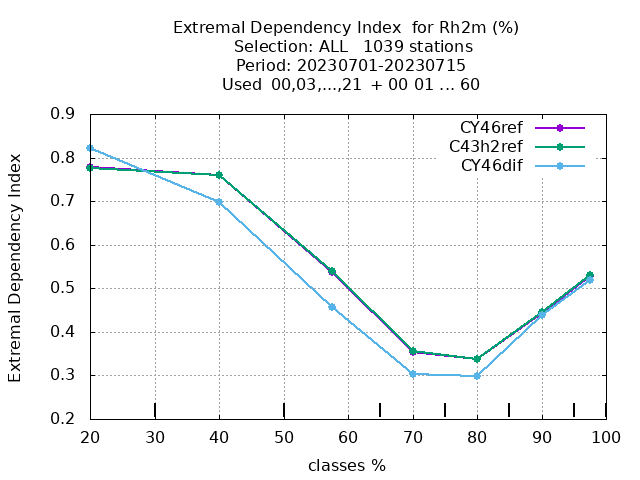 Extremal Dependency Index  for Rh2m (%)
Selection: ALL   1039 stations
Period: 20230701-20230715
Used  00,03,...,21  + 00 01 ... 60
Extremal Dependency Index
0.9
0.8
0.7
0.6
0.5
0.4
0.3
0.2
CY46ref
C43h2ref
CY46dif
20 30 40 50 60 70 80 90 100
classes %